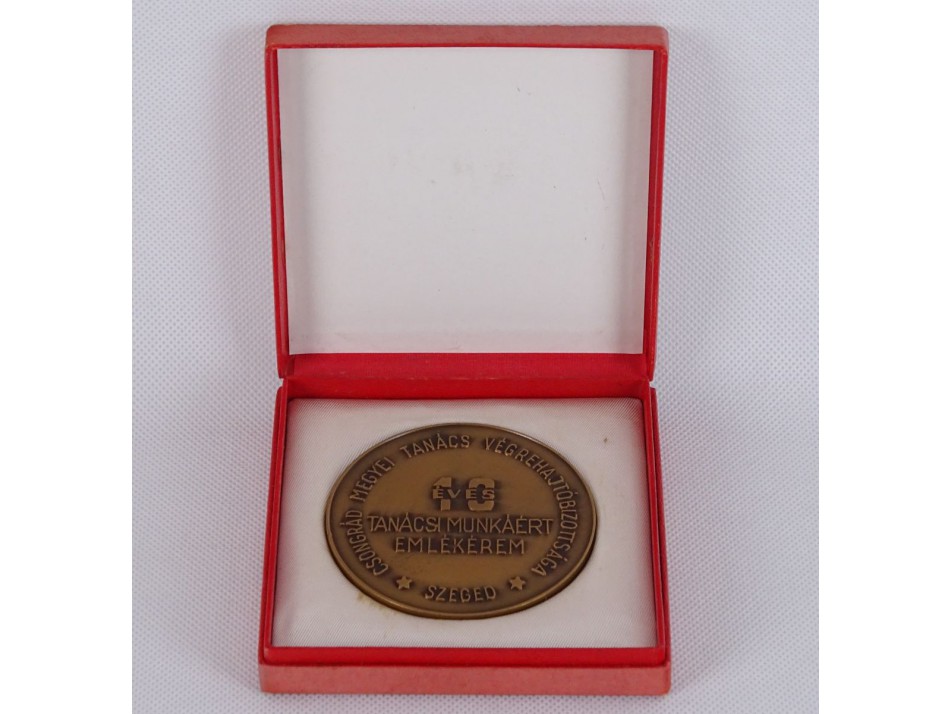 CSONGRÁD MEGYEI TANÁCS VÉGREHAJTÓBIZOTTSÁGA
10
ÉVES
TANÁCSI MUNKÁÉRT
EMLÉKÉREM
★ SZEGED ★